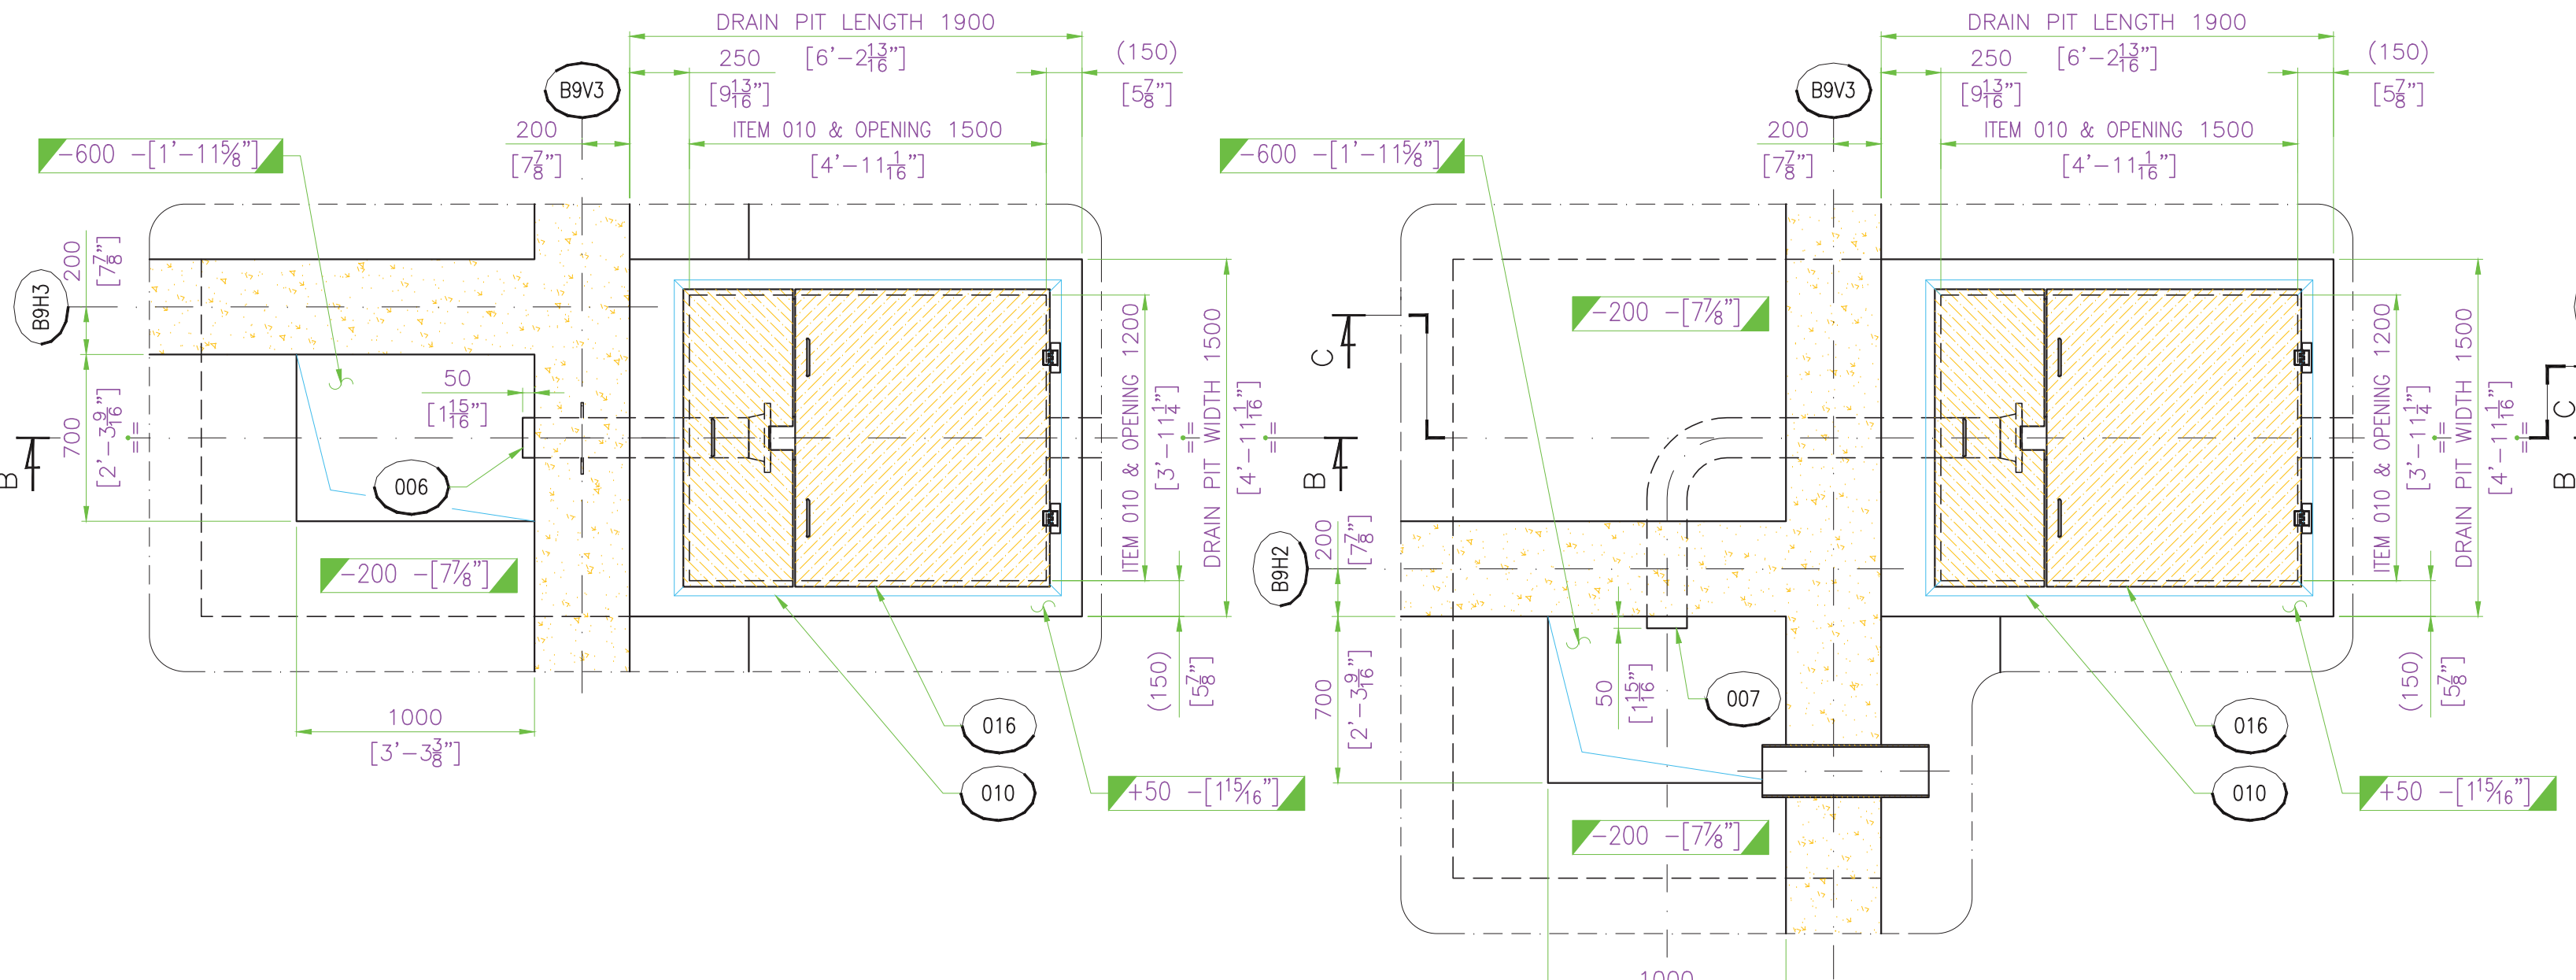 DRAIN PIT LENGTH 1900
[6'-2 13/16"]
250
[9 13/16"]
(150)
[5 7/8"]
B9V3
200
[7 7/8"]
ITEM 010 & OPENING 1500
[4'-11 1/16"]
-600 -[1'-11 5/8"]
B9H3
200
[7 7/8"]
700
[2'-3 9/16"]
=
=
B
50
[1 15/16"]
006
-200 -[7 7/8"]
1000
[3'-3 3/8"]
ITEM 010 & OPENING 1200
[3'-11 1/4"]
=
=
DRAIN PIT WIDTH 1500
[4'-11 1/16"]
=
=
(150)
[5 7/8"]
016
010
+50 -[1 15/16"]
DRAIN PIT LENGTH 1900
[6'-2 13/16"]
250
[9 13/16"]
(150)
[5 7/8"]
B9V3
200
[7 7/8"]
ITEM 010 & OPENING 1500
[4'-11 1/16"]
-600 -[1'-11 5/8"]
C
B
-200 -[7 7/8"]
B9H2
200
[7 7/8"]
700
[2'-3 9/16"]
50
[1 15/16"]
007
-200 -[7 7/8"]
1000
ITEM 010 & OPENING 1200
[3'-11 1/4"]
=
=
DRAIN PIT WIDTH 1500
[4'-11 1/16"]
=
=
(150)
[5 7/8"]
016
010
+50 -[1 15/16"]
C
B